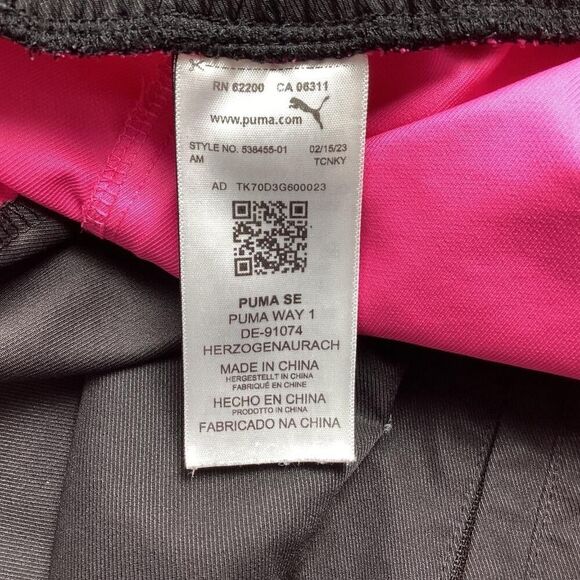 RN 62200 CA 06311
www.puma.com
STYLE NO. 538455-01 02/15/23
AM TCNKY
AD TK70D3G600023
PUMA SE
PUMA WAY 1
DE-91074
HERZOGENAURACH
MADE IN CHINA
HERGESTELLT IN CHINA
FABRIQUÉ EN CHINE
HECHO EN CHINA
PRODOTTO IN CHINA
FABRICADO NA CHINA